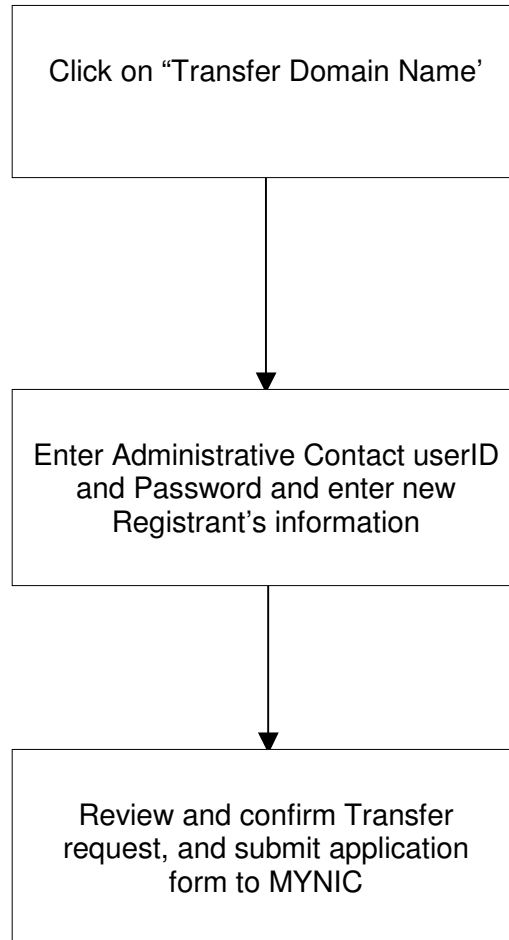 Click on “Transfer Domain Name’
Enter Administrative Contact userID
and Password and enter new
Registrant’s information
Review and confirm Transfer
request, and submit application
form to MYNIC